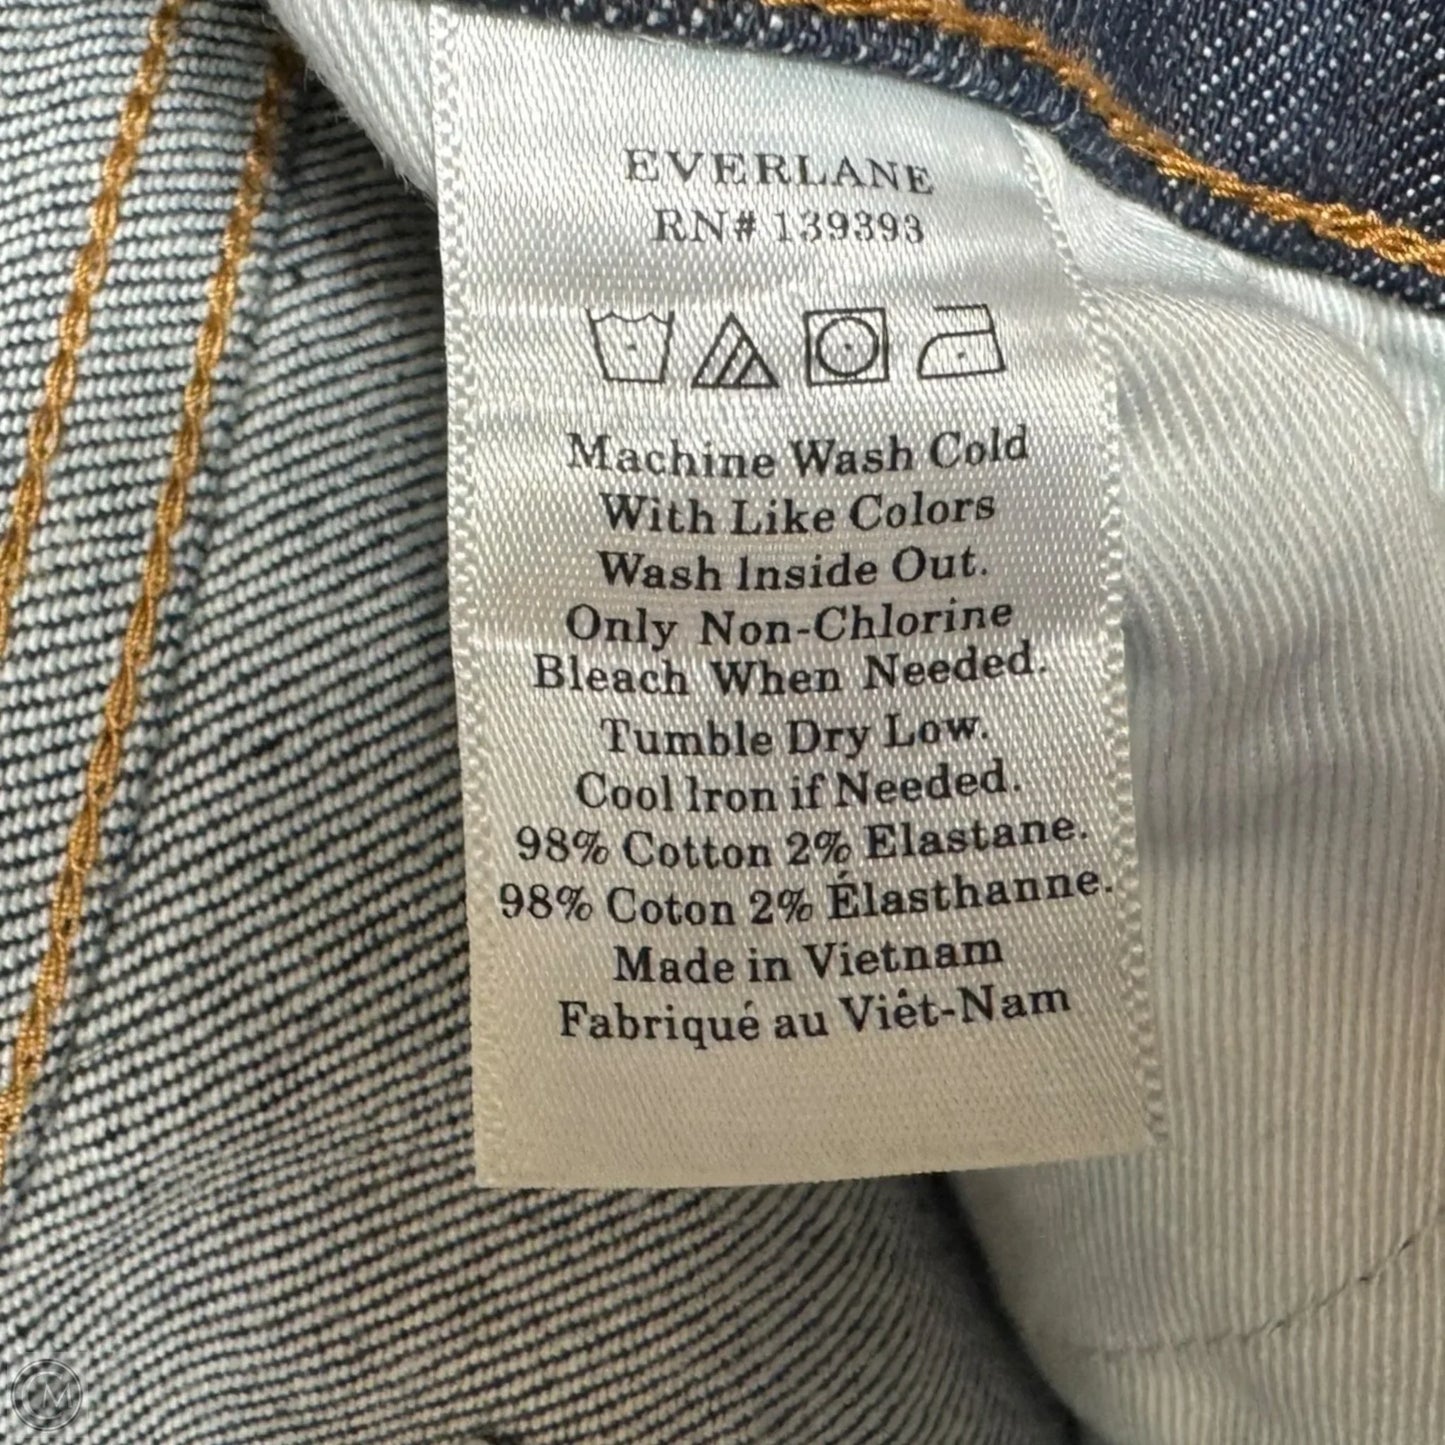 EVERLANE
RN# 139393
Machine Wash Cold
With Like Colors
Wash Inside Out.
Only Non-Chlorine
Bleach When Needed.
Tumble Dry Low.
Cool Iron if Needed.
98% Cotton 2% Elastane.
98% Coton 2% Élasthanne.
Made in Vietnam
Fabriqué au Viêt-Nam
CM